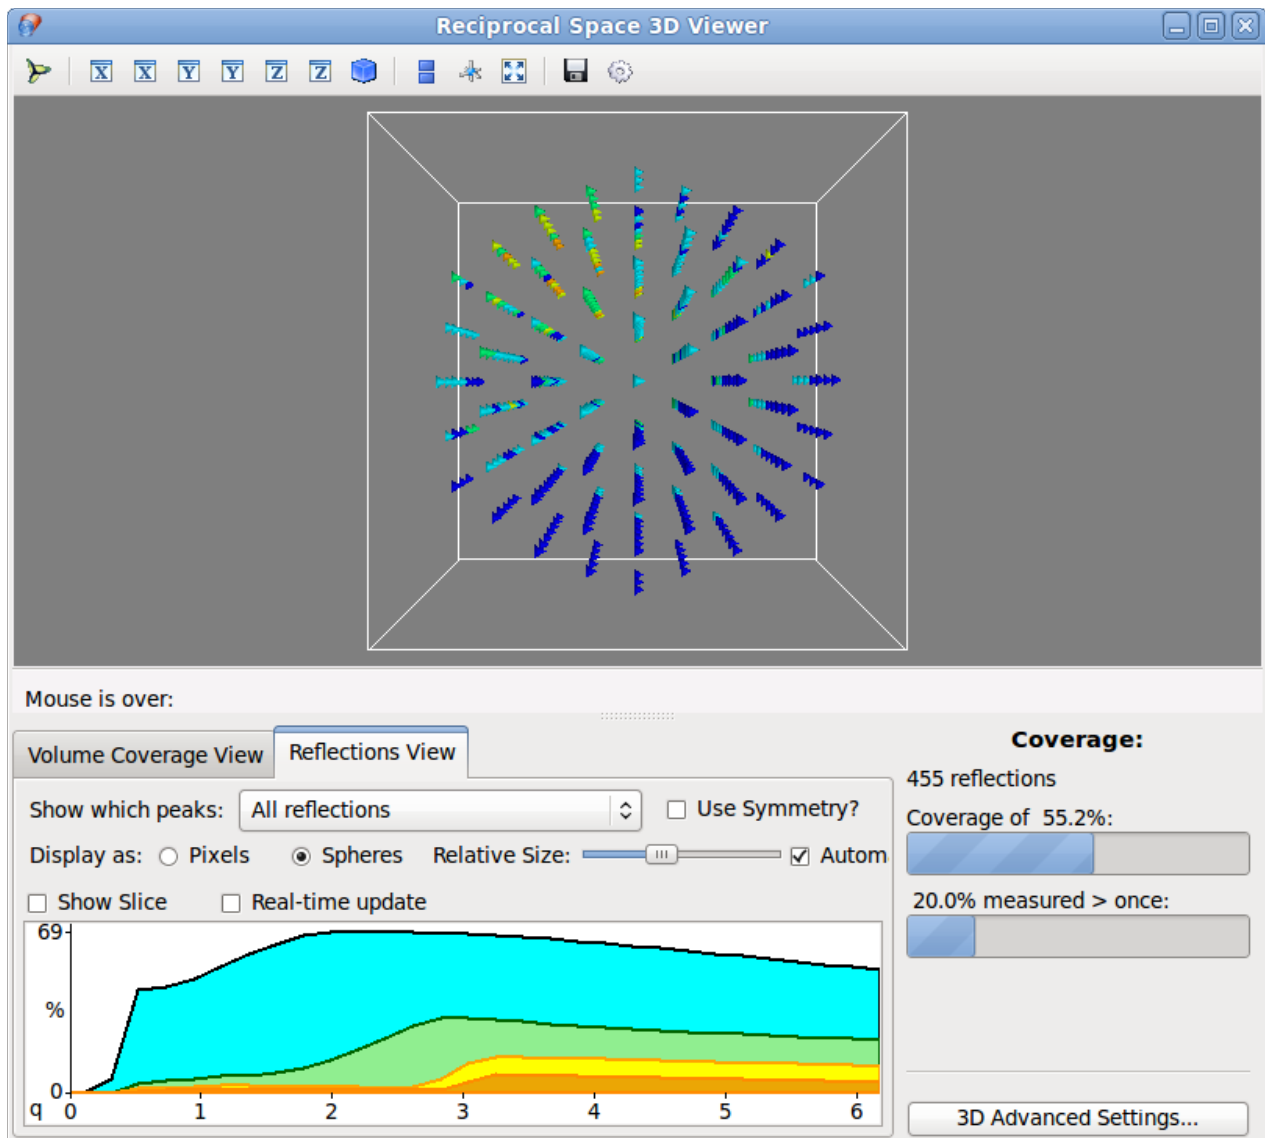 Reciprocal Space 3D Viewer
X X Y Y Z Z
Mouse is over:
Volume Coverage View
Reflections View
Show which peaks:
All reflections
Use Symmetry?
Display as:
Pixels
Spheres
Relative Size:
Autom
Show Slice
Real-time update
69
%
0
q 0 1 2 3 4 5 6
Coverage:
455 reflections
Coverage of 55.2%:
20.0% measured > once:
3D Advanced Settings...